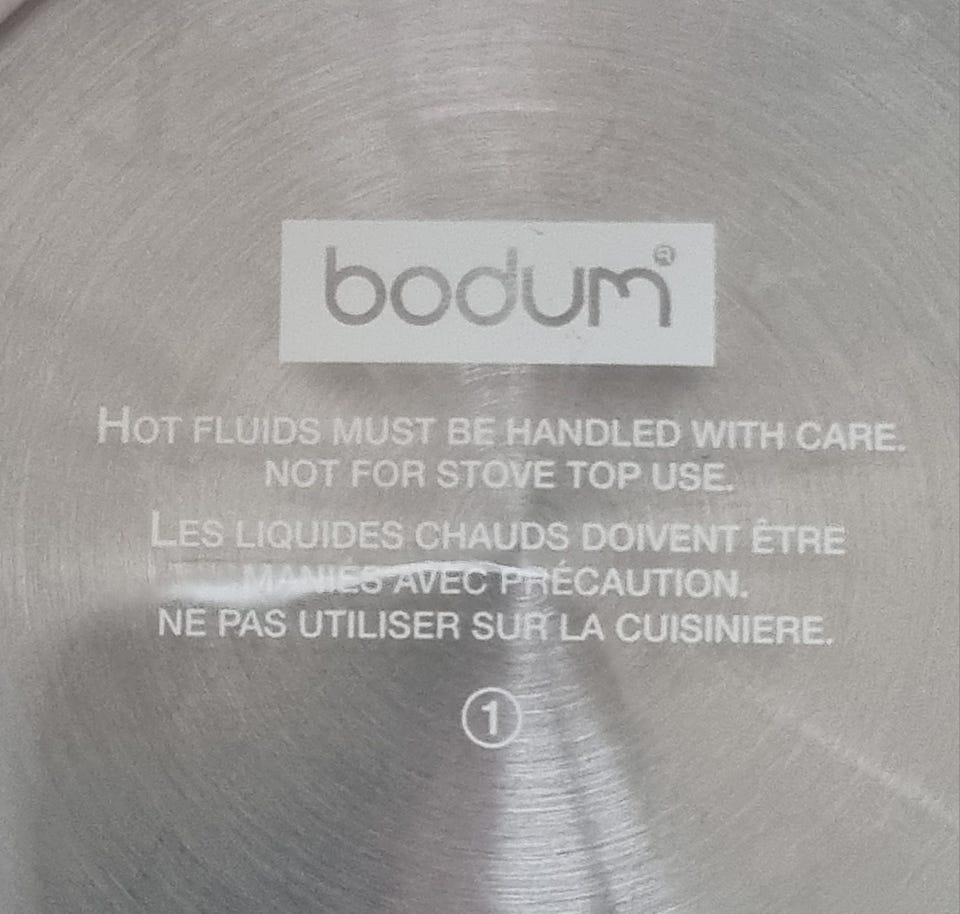 bodum®
HOT FLUIDS MUST BE HANDLED WITH CARE.
NOT FOR STOVE TOP USE.
LES LIQUIDES CHAUDS DOIVENT ÊTRE
MANIES AVEC PRÉCAUTION.
NE PAS UTILISER SUR LA CUISINIERE.
1